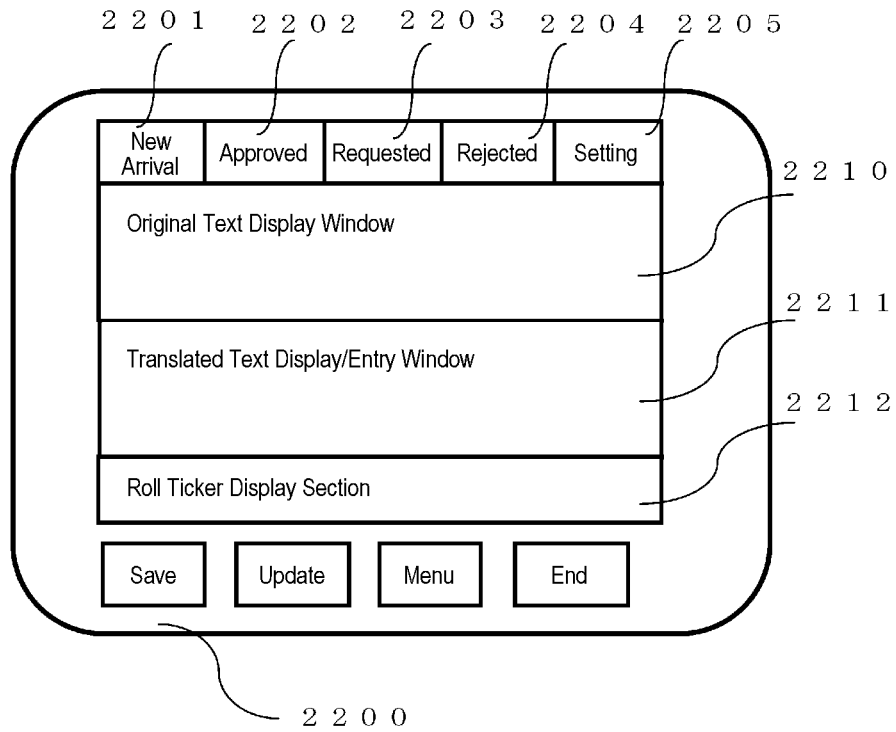 ２２０１ ２２０２ ２２０３ ２２０４ ２２０５
New Arrival Approved Requested Rejected Setting
２２１０
Original Text Display Window
２２１１
Translated Text Display/Entry Window
２２１２
Roll Ticker Display Section
Save Update Menu End
２２００